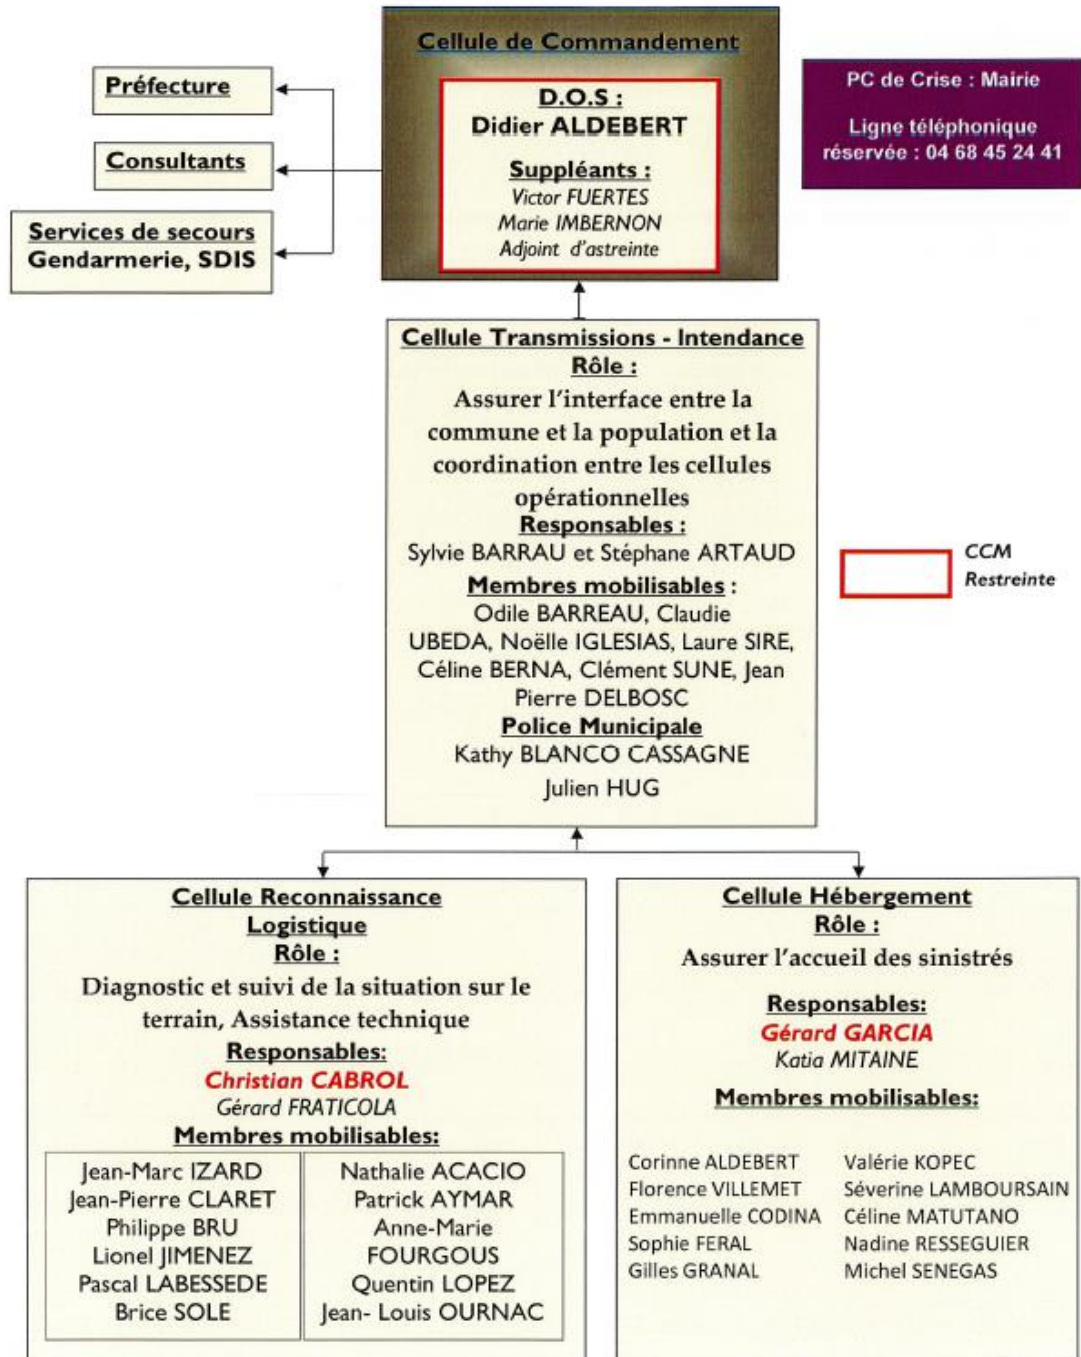 Cellule de Commandement
D.O.S :
Didier ALDEBERT
Suppléants :
Victor FUERTES
Marie IMBERNON
Adjoint d'astreinte
Préfecture
Consultants
Services de secours
Gendarmerie, SDIS
PC de Crise : Mairie
Ligne téléphonique
réservée : 04 68 45 24 41
Cellule Transmissions - Intendance
Rôle :
Assurer l'interface entre la
commune et la population et la
coordination entre les cellules
opérationnelles
Responsables :
Sylvie BARRAU et Stéphane ARTAUD
Membres mobilisables :
Odile BARREAU, Claudie
UBEDA, Noëlle IGLESIAS, Laure SIRE,
Céline BERNA, Clément SUNE, Jean
Pierre DELBOSC
Police Municipale
Kathy BLANCO CASSAGNE
Julien HUG
CCM
Restreinte
Cellule Reconnaissance
Logistique
Rôle :
Diagnostic et suivi de la situation sur le
terrain, Assistance technique
Responsables:
Christian CABROL
Gérard FRATICOLA
Membres mobilisables:
Jean-Marc IZARD
Jean-Pierre CLARET
Philippe BRU
Lionel JIMENEZ
Pascal LABESSEDE
Brice SOLE
Nathalie ACACIO
Patrick AYMAR
Anne-Marie
FOURGOUS
Quentin LOPEZ
Jean- Louis OURNAC
Cellule Hébergement
Rôle :
Assurer l'accueil des sinistrés
Responsables:
Gérard GARCIA
Katia MITAINE
Membres mobilisables:
Corinne ALDEBERT
Florence VILLEMET
Emmanuelle CODINA
Sophie FERAL
Gilles GRANAL
Valérie KOPEC
Séverine LAMBOURSAIN
Céline MATUTANO
Nadine RESSEGUIER
Michel SENEGAS